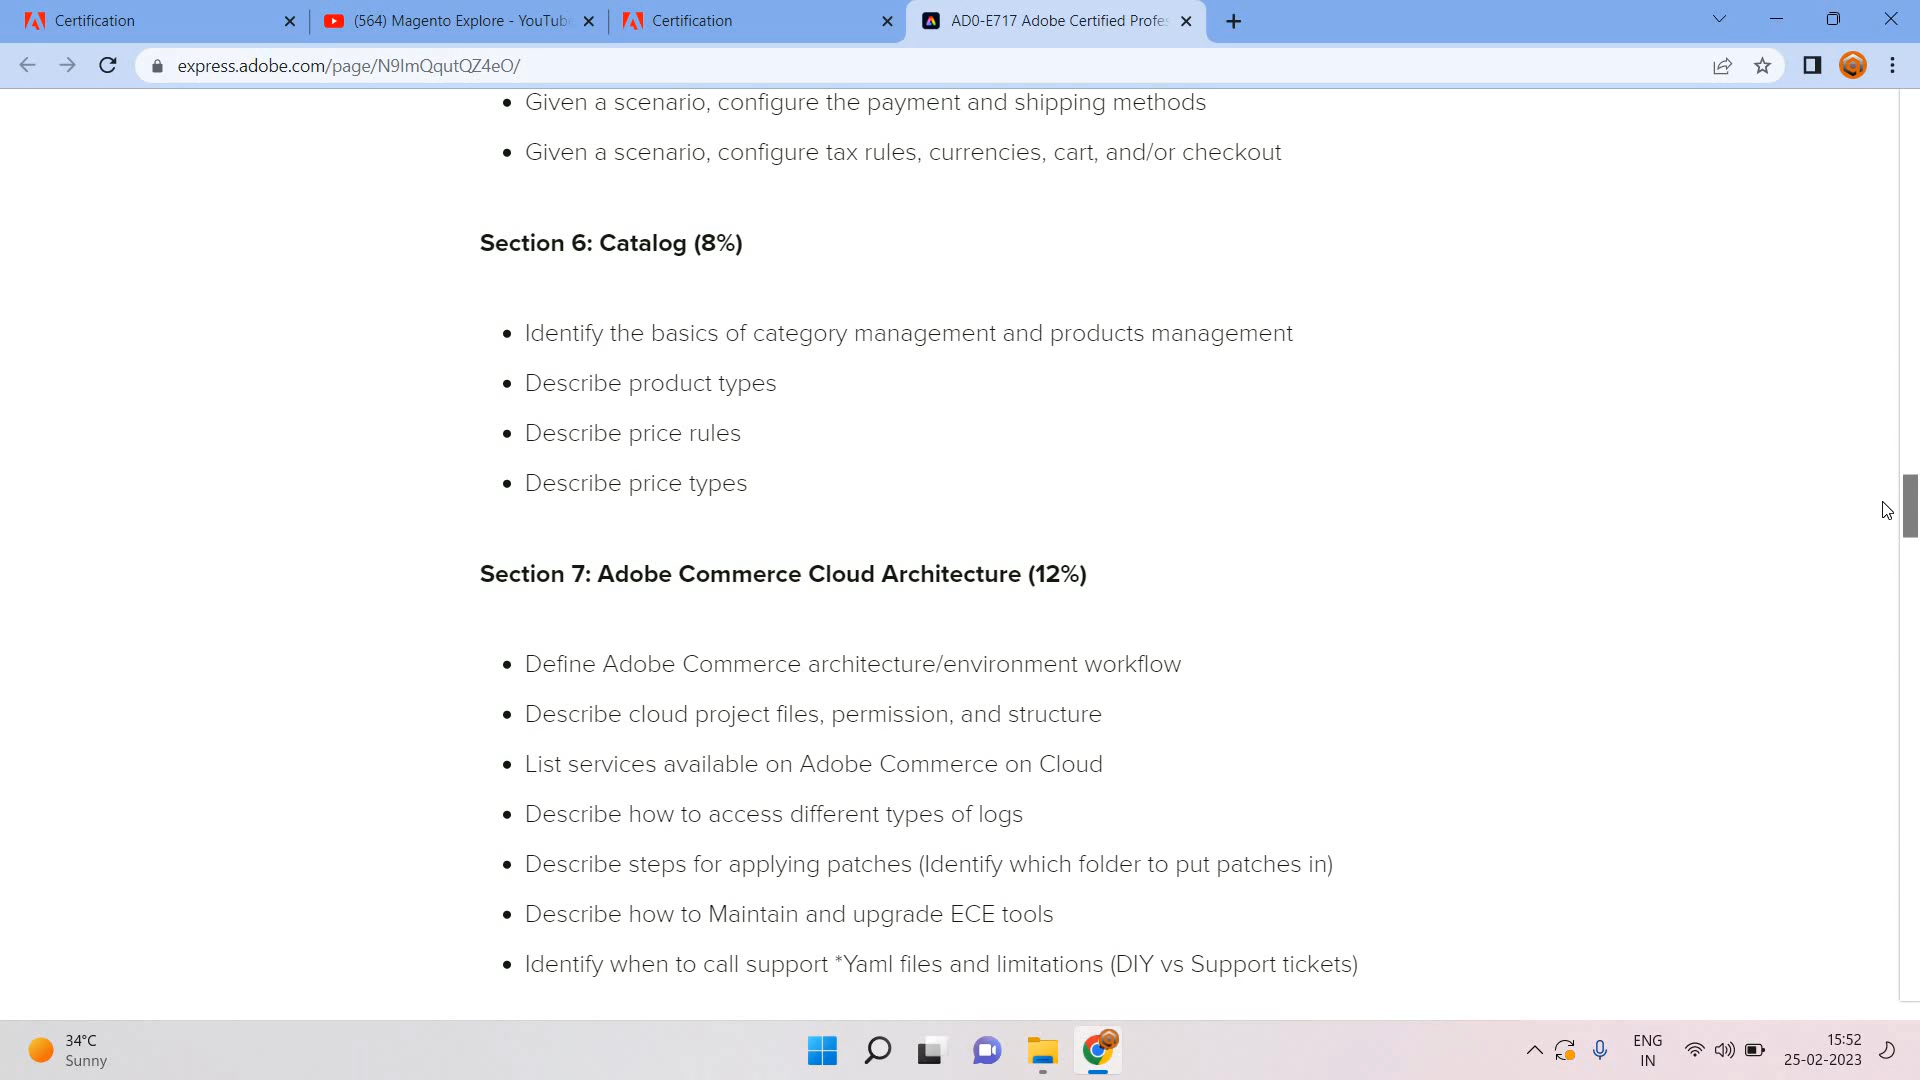 Certification
(564) Magento Explore - YouTub
Certification
AD0-E717 Adobe Certified Profes
express.adobe.com/page/N9ImQqutQZ4eO/
Given a scenario, configure the payment and shipping methods
Given a scenario, configure tax rules, currencies, cart, and/or checkout
Section 6: Catalog (8%)
Identify the basics of category management and products management
Describe product types
Describe price rules
Describe price types
Section 7: Adobe Commerce Cloud Architecture (12%)
Define Adobe Commerce architecture/environment workflow
Describe cloud project files, permission, and structure
List services available on Adobe Commerce on Cloud
Describe how to access different types of logs
Describe steps for applying patches (Identify which folder to put patches in)
Describe how to Maintain and upgrade ECE tools
Identify when to call support *Yaml files and limitations (DIY vs Support tickets)
34°C
Sunny
ENG
IN
15:52
25-02-2023